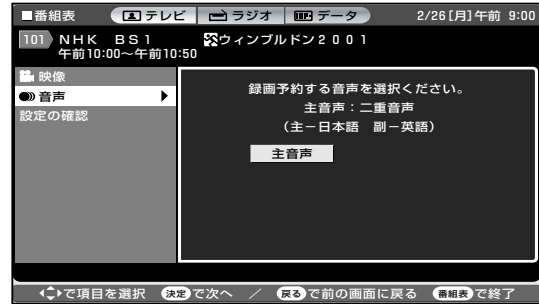 ■番組表 テレビ ラジオ データ 2/26[月]午前 9:00
101 NHK BS1 ウィンブルドン2001
午前10:00~午前10:50
映像
音声
設定の確認
録画予約する音声を選択ください。
主音声：二重音声
（主－日本語 副－英語）
主音声
で項目を選択 決定で次へ ／ 戻るで前の画面に戻る 番組表で終了